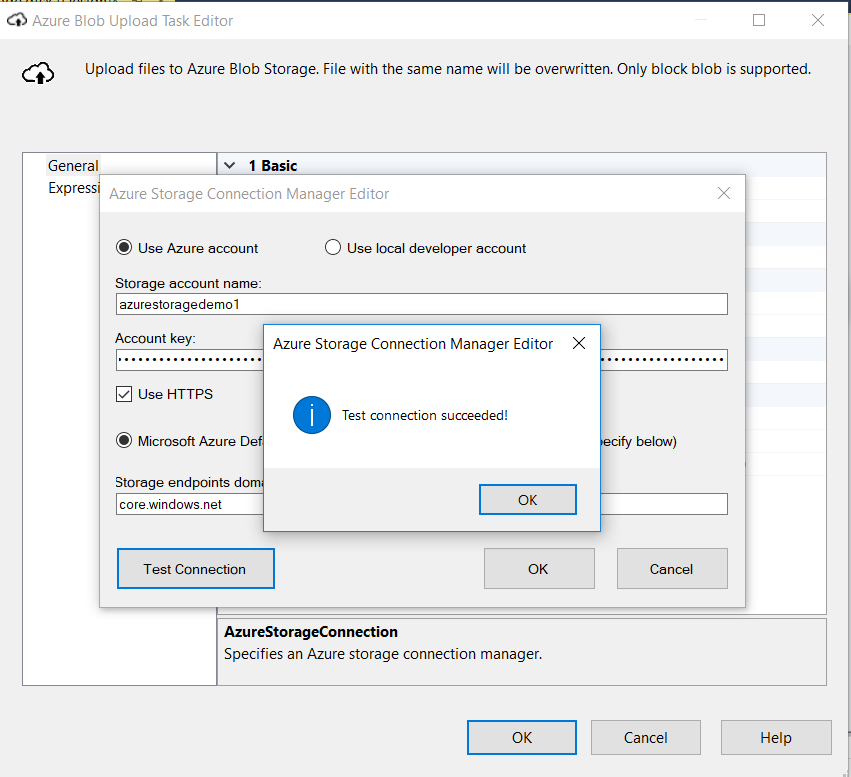 Azure Blob Upload Task Editor
Upload files to Azure Blob Storage. File with the same name will be overwritten. Only block blob is supported.
General
1 Basic
Azure Storage Connection Manager Editor
Use Azure account
Use local developer account
Storage account name:
azurestoragedemo1
Account key:
Azure Storage Connection Manager Editor
Use HTTPS
Test connection succeeded!
Microsoft Azure
below)
Storage endpoints
core.windows.net
OK
Test Connection
OK
Cancel
AzureStorageConnection
Specifies an Azure storage connection manager.
OK
Cancel
Help